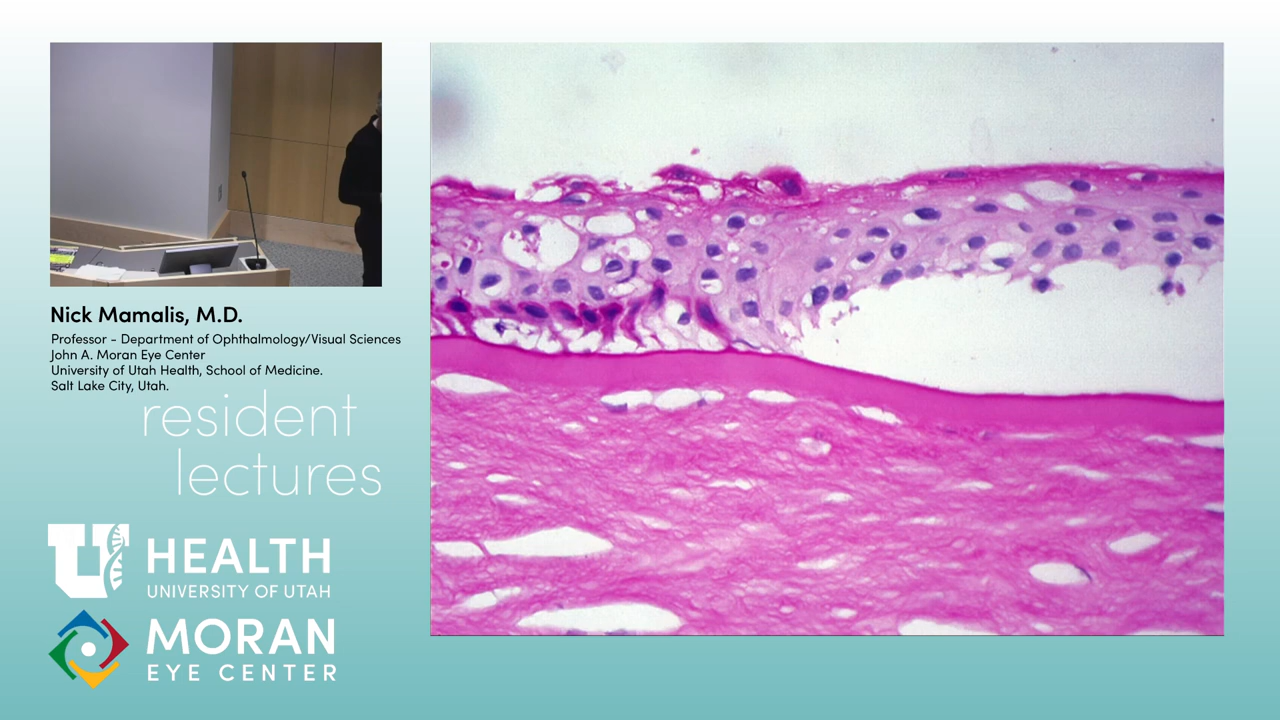 Nick Mamalis, M.D.
Professor - Department of Ophthalmology/Visual Sciences
John A. Moran Eye Center
University of Utah Health, School of Medicine.
Salt Lake City, Utah.
resident
lectures
U
HEALTH
UNIVERSITY OF UTAH
MORAN
EYE CENTER